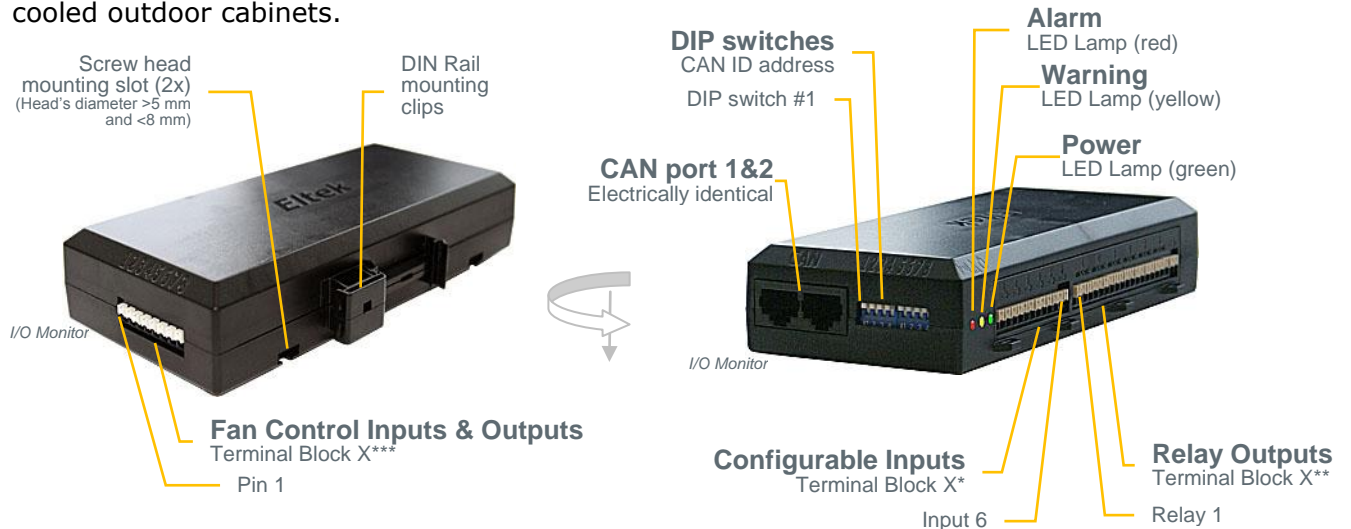 cooled outdoor cabinets.
Screw head
mounting slot (2x)
(Head's diameter >5 mm
and <8 mm)
DIN Rail
mounting
clips
Eltek
12345678
I/O Monitor
Fan Control Inputs & Outputs
Terminal Block X***
Pin 1
DIP switches
CAN ID address
DIP switch #1
CAN port 1&2
Electrically identical
Alarm
LED Lamp (red)
Warning
LED Lamp (yellow)
Power
LED Lamp (green)
CAN
12345678
I/O Monitor
Configurable Inputs
Terminal Block X*
Input 6
Relay Outputs
Terminal Block X**
Relay 1